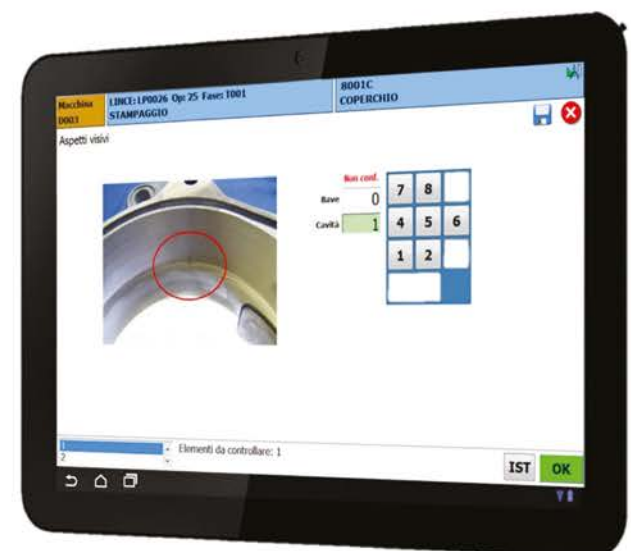 Macchina
D003
LINCE: LP0026 Op: 25 Fase: T001
STAMPAGGIO
8001C
COPERCHIO
Aspetti visivi
Non conf.
Bave 0
Cavità 1
7 8
4 5 6
1 2
1
2
Elementi da controllare: 1
IST OK